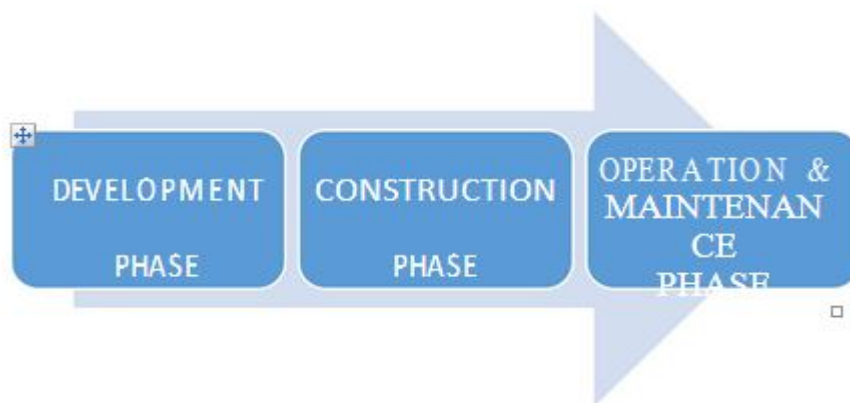 DEVELOPMENT
PHASE
CONSTRUCTION
PHASE
OPERATION &
MAINTENAN
CE
PHASE